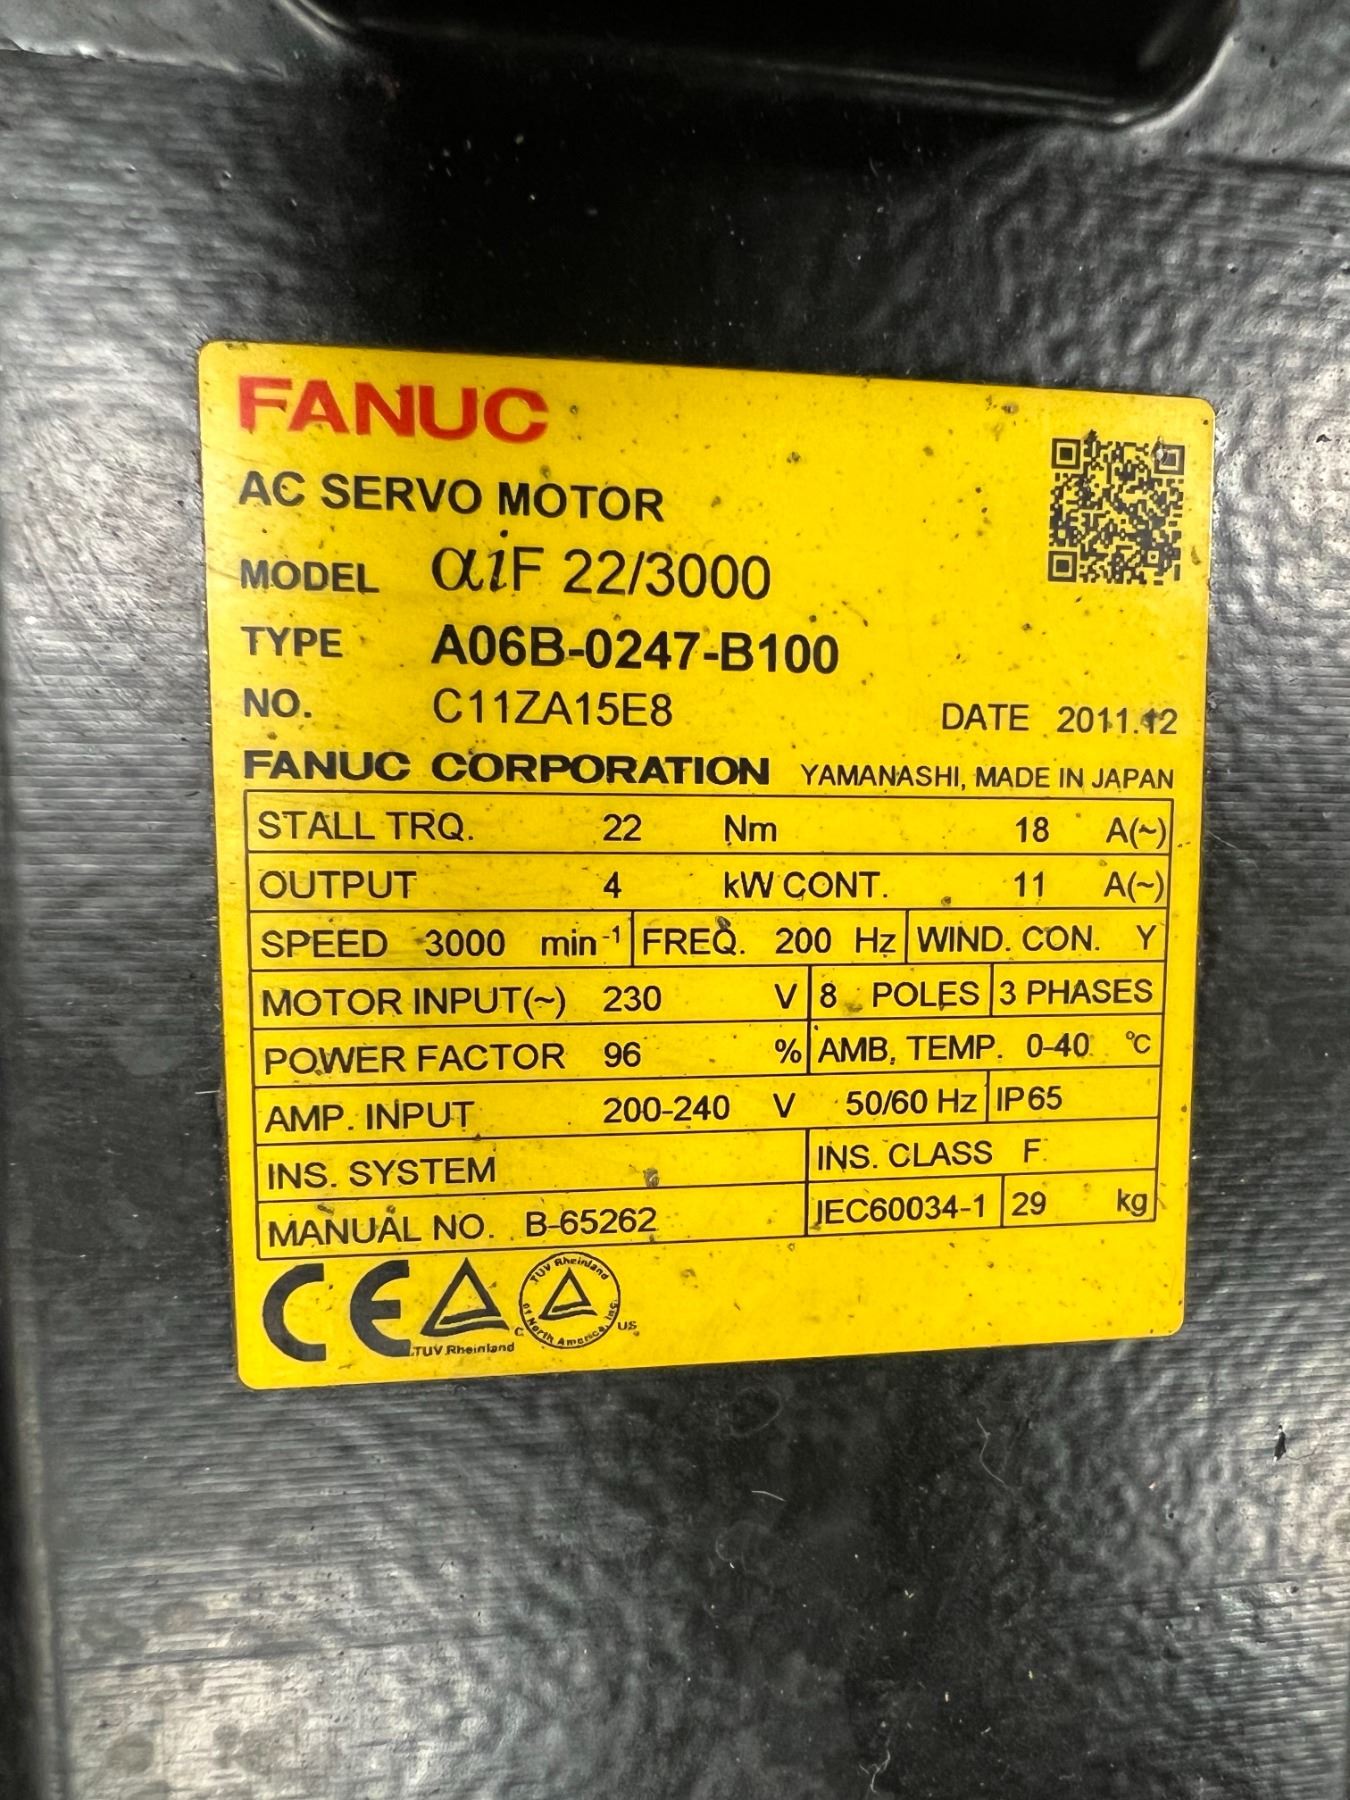 FANUC
AC SERVO MOTOR
MODEL αiF 22/3000
TYPE A06B-0247-B100
NO. C11ZA15E8 DATE 2011.12
FANUC CORPORATION YAMANASHI, MADE IN JAPAN
STALL TRQ. 22 Nm 18 A(~)
OUTPUT 4 kW CONT. 11 A(~)
SPEED 3000 min⁻¹ FREQ. 200 Hz WIND. CON. Y
MOTOR INPUT(~) 230 V 8 POLES 3 PHASES
POWER FACTOR 96 % AMB. TEMP. 0-40 °C
AMP. INPUT 200-240 V 50/60 Hz IP65
INS. SYSTEM INS. CLASS F
MANUAL NO. B-65262 IEC60034-1 29 kg
CE TUV Rheinland C TUV Rheinland of North America, Inc. US